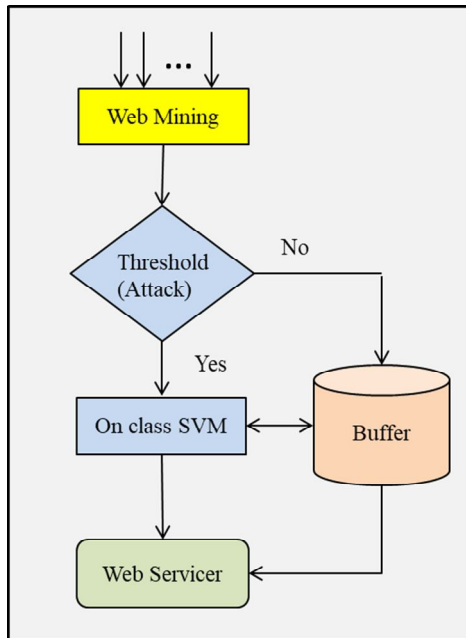 ...
Web Mining
Threshold
(Attack)
No
Yes
On class SVM
Buffer
Web Servicer